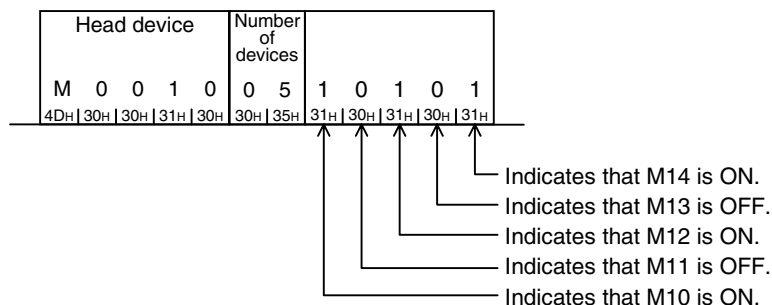 Head device
Number
of
devices
M 0 0 1 0 0 5 1 0 1 0 1
4DH 30H 30H 31H 30H 30H 35H 31H 30H 31H 30H 31H
Indicates that M14 is ON.
Indicates that M13 is OFF.
Indicates that M12 is ON.
Indicates that M11 is OFF.
Indicates that M10 is ON.